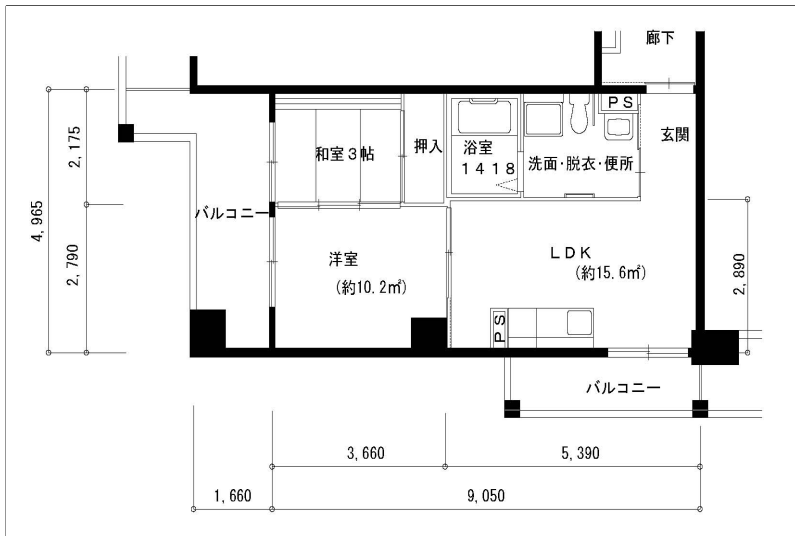 廊下
PS
玄関
和室3帖
押入
浴室
1418
洗面・脱衣・便所
バルコニー
洋室
(約10.2㎡)
LDK
(約15.6㎡)
PS
バルコニー
2,175
4,965
2,790
2,890
3,660
5,390
1,660
9,050